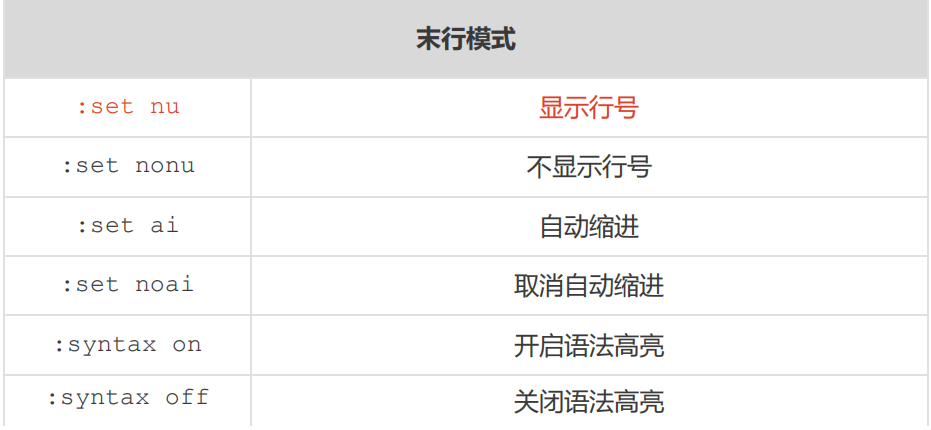 末行模式
:set nu 显示行号
:set nonu 不显示行号
:set ai 自动缩进
:set noai 取消自动缩进
:syntax on 开启语法高亮
:syntax off 关闭语法高亮